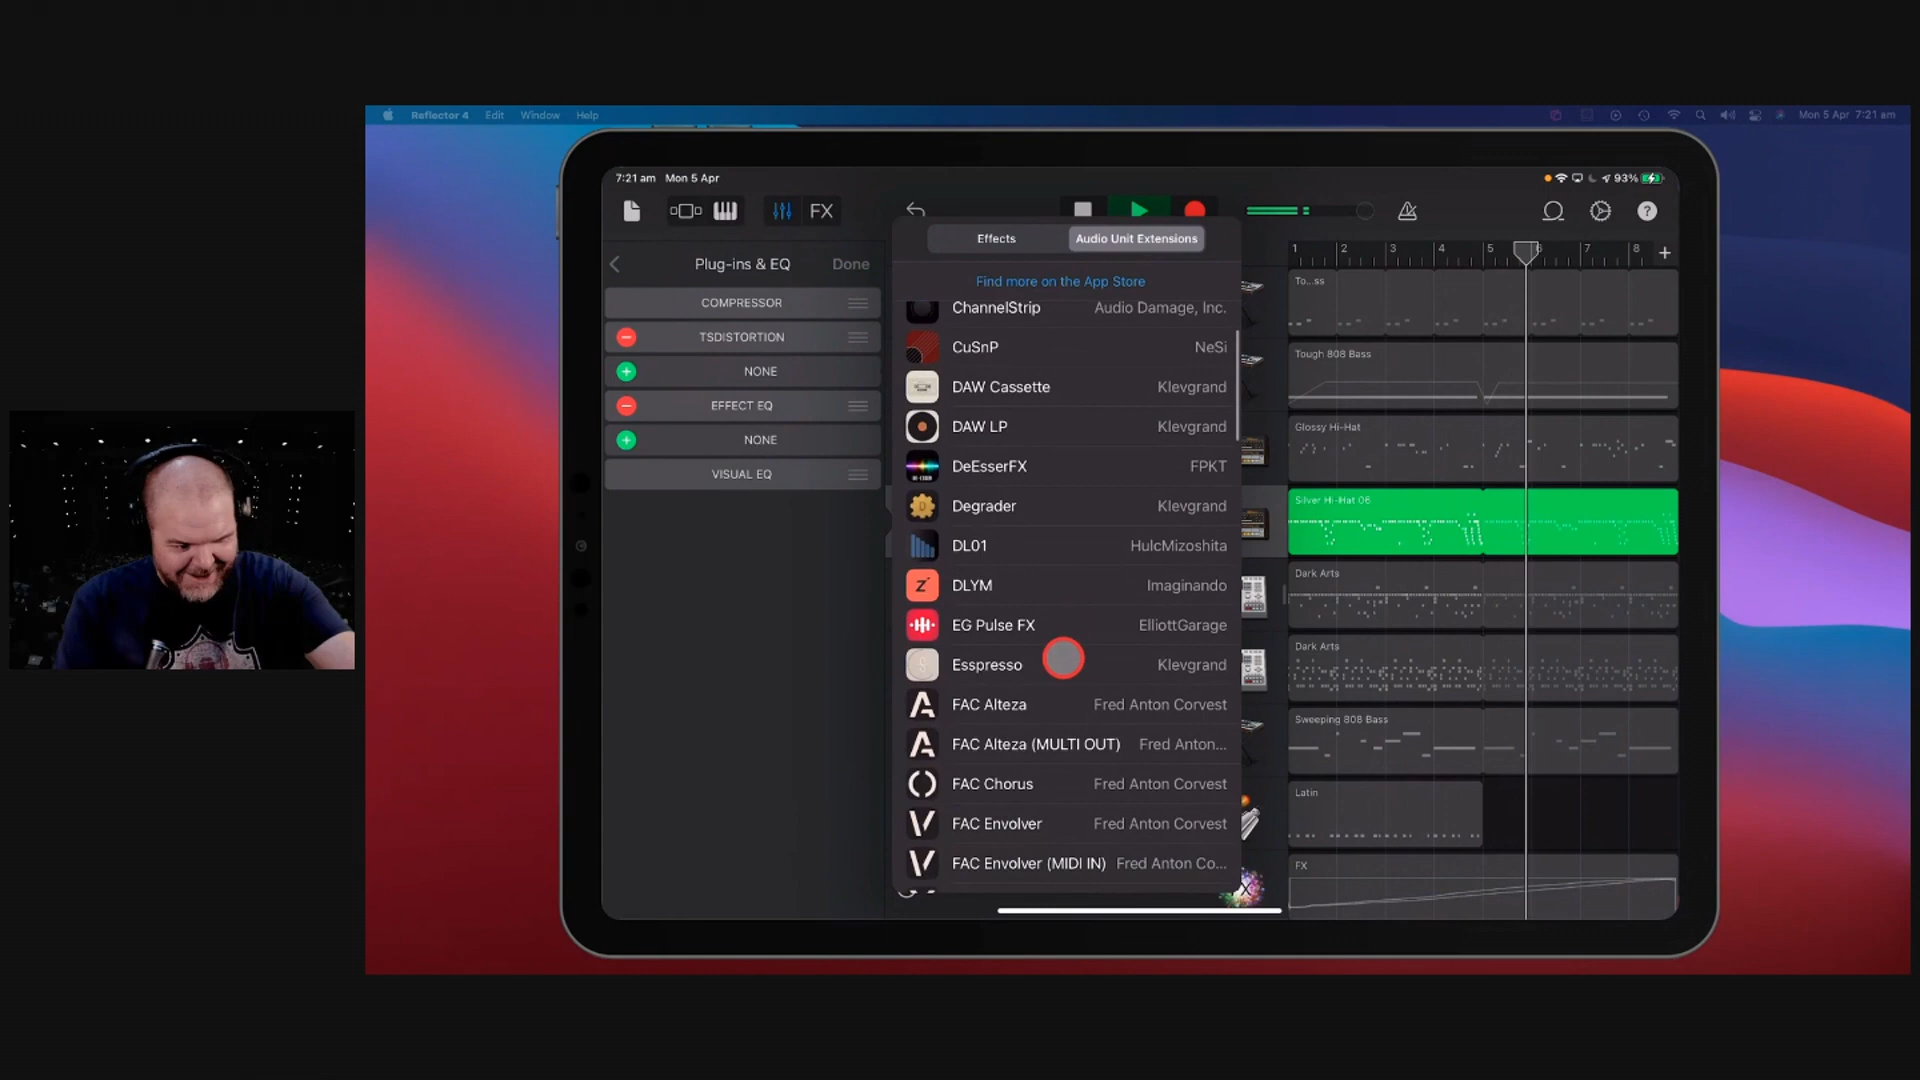 Reflector 4 Edit Window Help
Mon 5 Apr 7:21 am
7:21 am Mon 5 Apr
93%
FX
?
Plug-ins & EQ Done
COMPRESSOR
TSDISTORTION
NONE
EFFECT EQ
NONE
VISUAL EQ
Effects Audio Unit Extensions
Find more on the App Store
ChannelStrip Audio Damage, Inc.
CuSnP NeSi
DAW Cassette Klevgrand
DAW LP Klevgrand
DeEsserFX FPKT
Degrader Klevgrand
DL01 HulcMizoshita
DLYM Imaginando
EG Pulse FX ElliottGarage
Esspresso Klevgrand
FAC Alteza Fred Anton Corvest
FAC Alteza (MULTI OUT) Fred Anton...
FAC Chorus Fred Anton Corvest
FAC Envolver Fred Anton Corvest
FAC Envolver (MIDI IN) Fred Anton Co...
1 2 3 4 5 6 7 8 +
To...ss
Tough 808 Bass
Glossy Hi-Hat
Silver Hi-Hat 06
Dark Arts
Dark Arts
Sweeping 808 Bass
Latin
FX